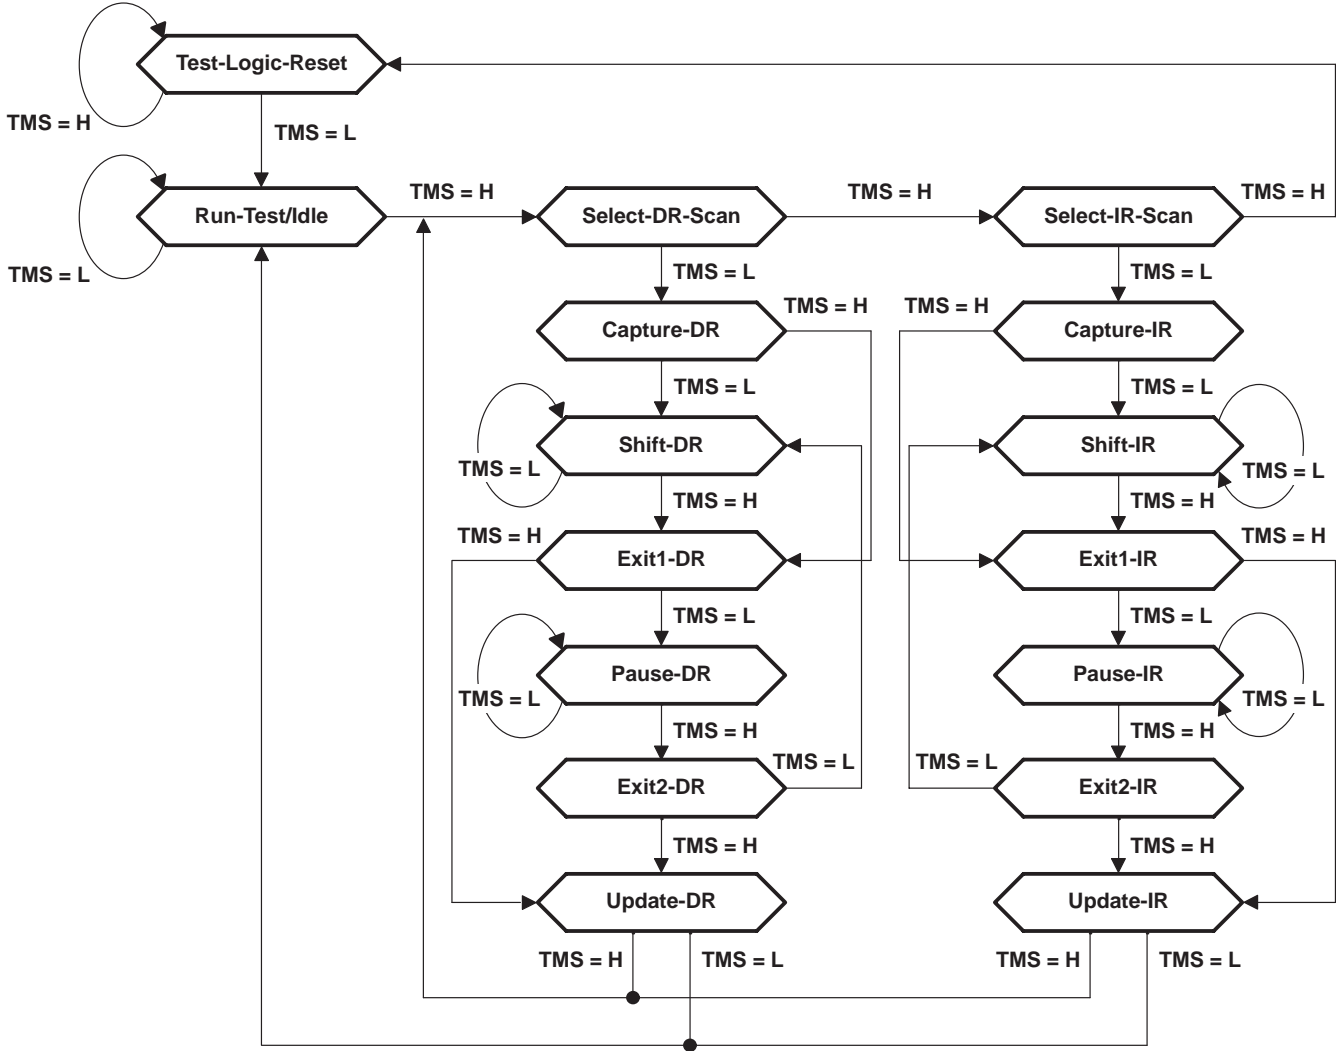 Test-Logic-Reset
TMS = H
TMS = L
Run-Test/Idle
TMS = H
Select-DR-Scan
TMS = H
Select-IR-Scan
TMS = H
TMS = L
TMS = L
TMS = L
TMS = H
TMS = H
Capture-DR
Capture-IR
TMS = L
TMS = L
Shift-DR
Shift-IR
TMS = L
TMS = L
TMS = H
TMS = H
TMS = H
TMS = H
Exit1-DR
Exit1-IR
TMS = L
TMS = L
Pause-DR
Pause-IR
TMS = L
TMS = L
TMS = H
TMS = H
TMS = L
TMS = L
Exit2-DR
Exit2-IR
TMS = H
TMS = H
Update-DR
Update-IR
TMS = H
TMS = L
TMS = H
TMS = L